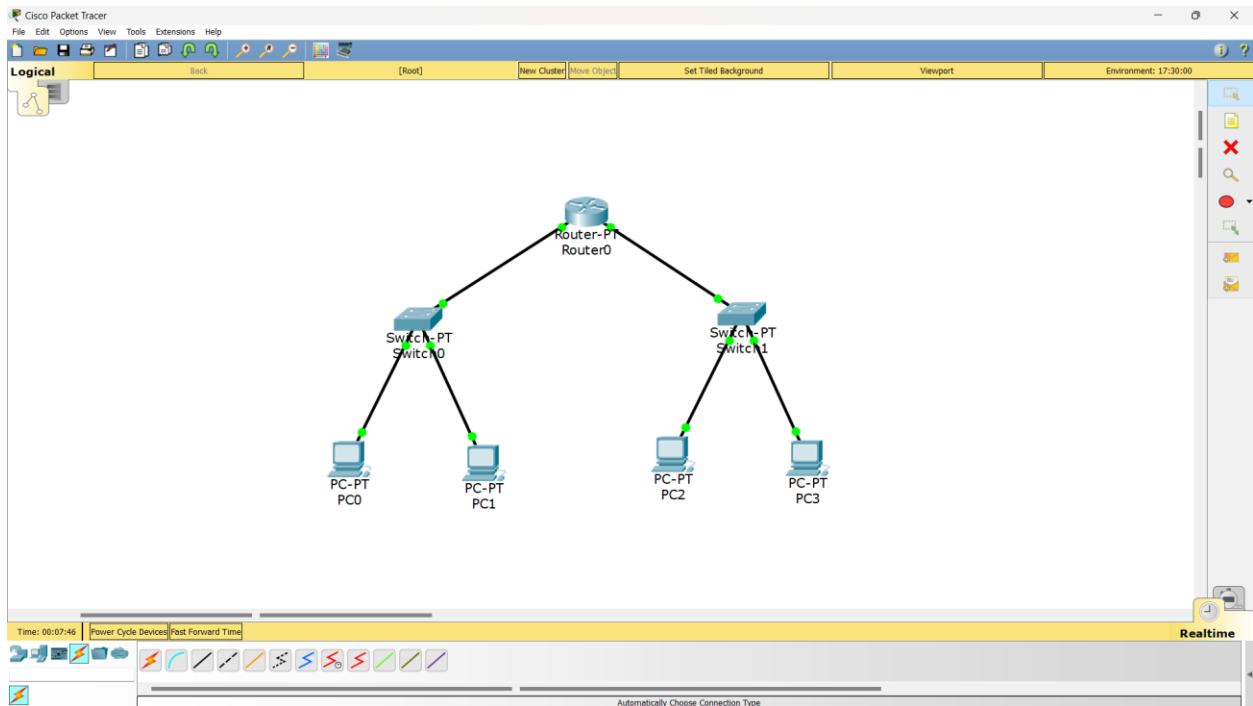 Cisco Packet Tracer
File Edit Options View Tools Extensions Help
Logical Back [Root] New Cluster Move Object Set Tiled Background Viewport Environment: 17:30:00
Router-PT
Router0
Switch-PT
Switch0
Switch-PT
Switch1
PC-PT
PC0
PC-PT
PC1
PC-PT
PC2
PC-PT
PC3
Time: 00:07:46 Power Cycle Devices Fast Forward Time Realtime
Automatically Choose Connection Type